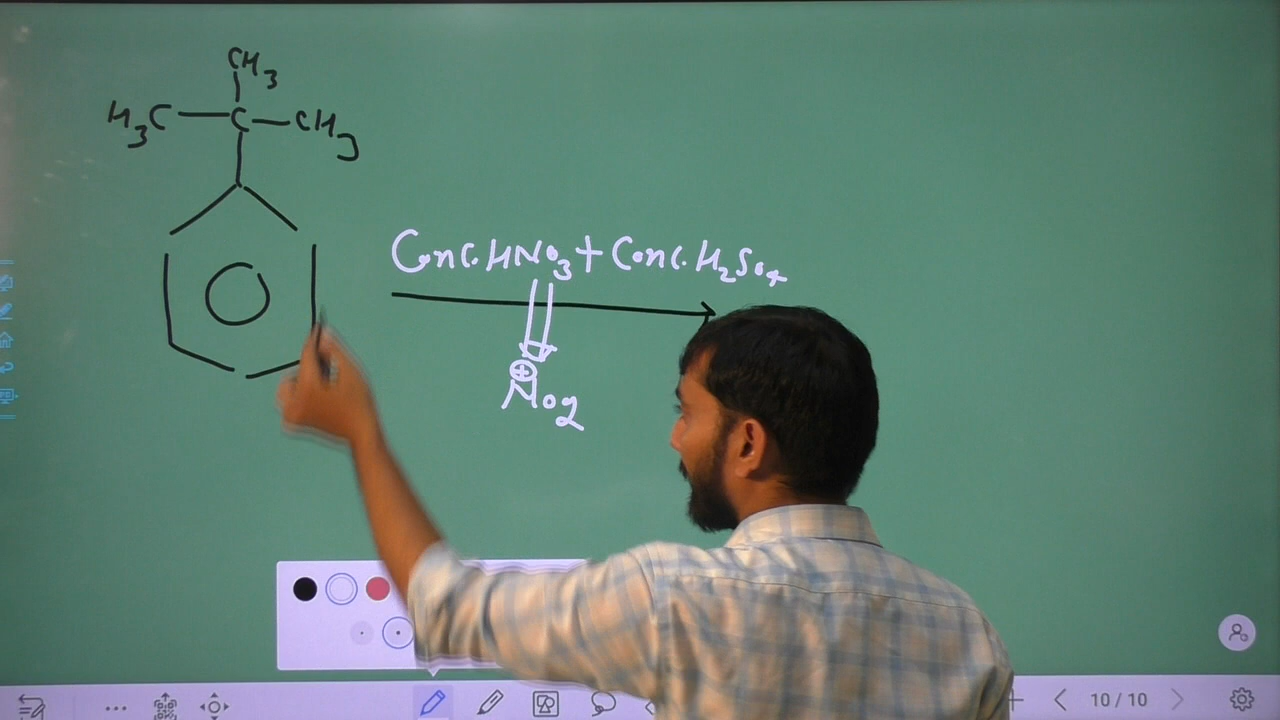 CH3
H3C-C-CH3
Conc.HNO3+Conc.H2SO4
⊕
NO2
10/10